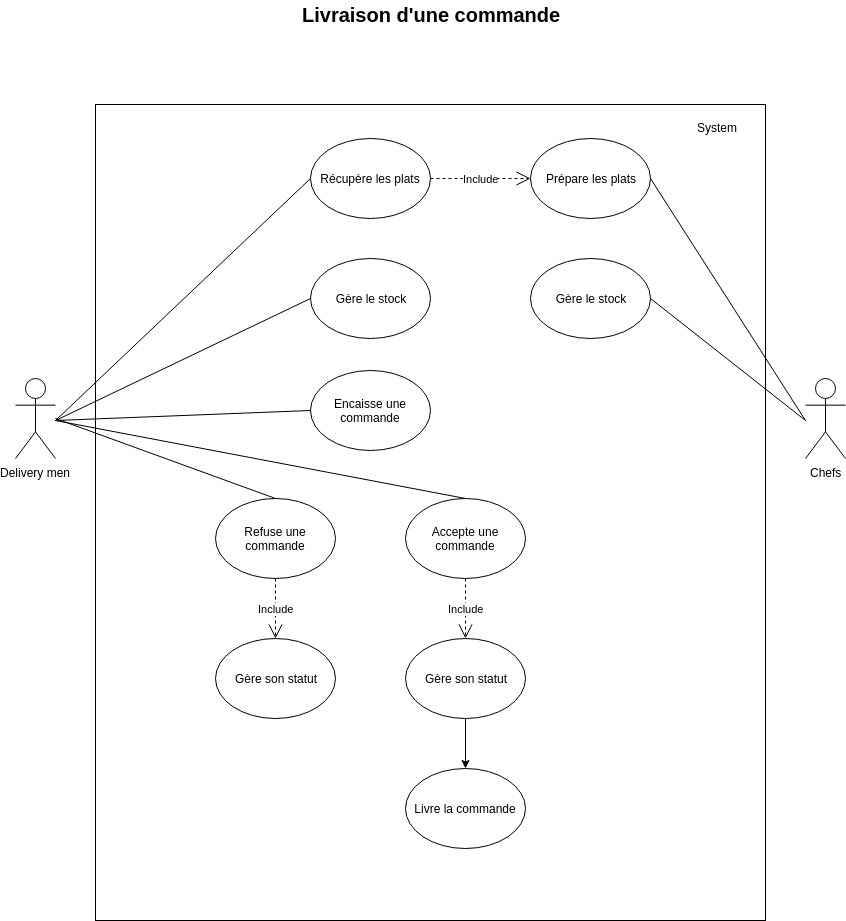 Livraison d'une commande
System
Récupère les plats
Include
Prépare les plats
Gère le stock
Gère le stock
Encaisse une
commande
Delivery men
Chefs
Refuse une
commande
Accepte une
commande
Include
Include
Gère son statut
Gère son statut
Livre la commande